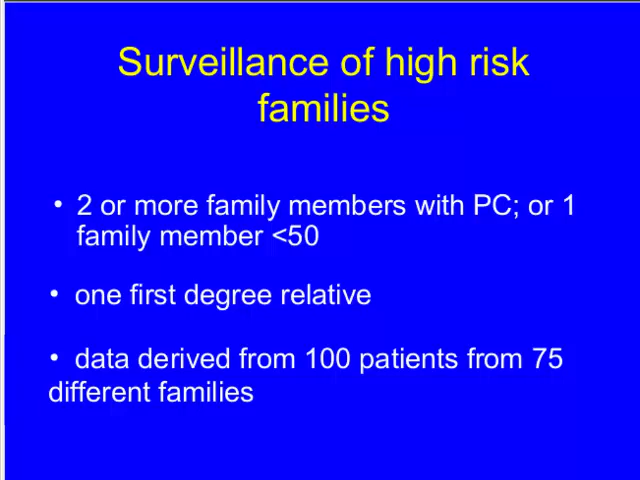 Surveillance of high risk
families
• 2 or more family members with PC; or 1
family member <50
• one first degree relative
• data derived from 100 patients from 75
different families